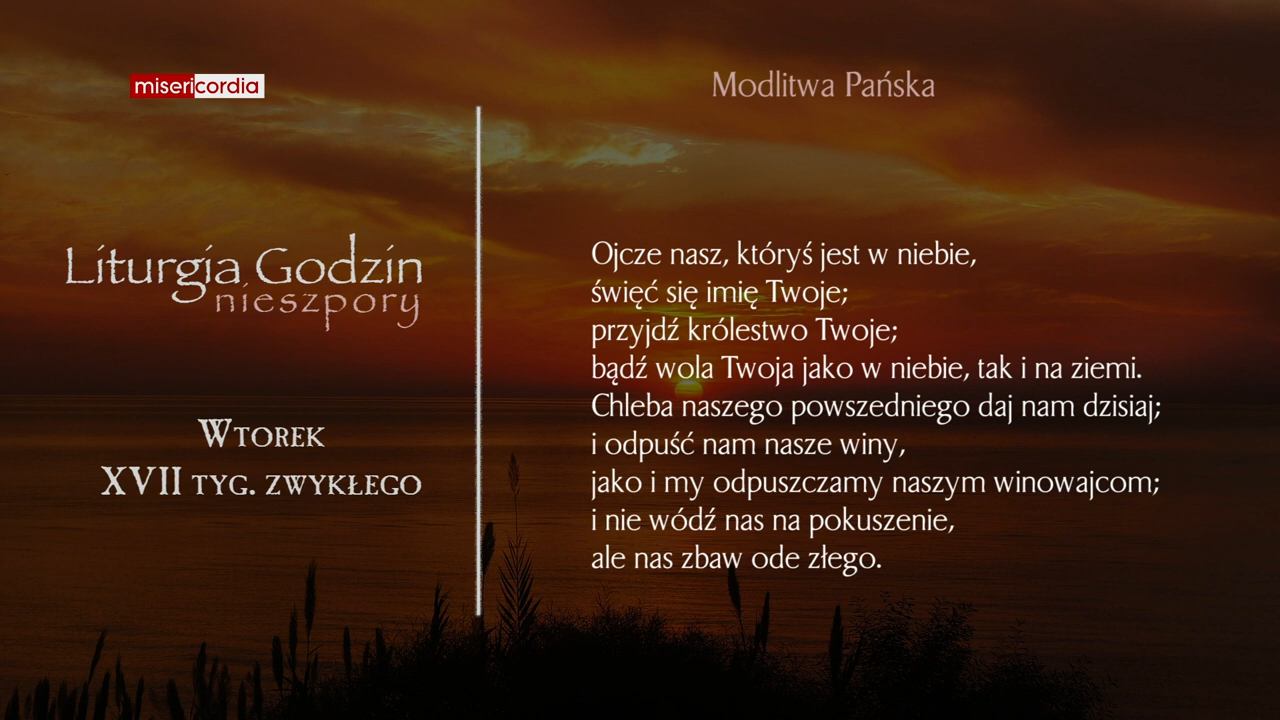 misericordia
Liturgia Godzin
nieszpory
Wtorek
XVII tyg. zwykłego
Modlitwa Pańska
Ojcze nasz, któryś jest w niebie,
święć się imię Twoje;
przyjdź królestwo Twoje;
bądź wola Twoja jako w niebie, tak i na ziemi.
Chleba naszego powszedniego daj nam dzisiaj;
i odpuść nam nasze winy,
jako i my odpuszczamy naszym winowajcom;
i nie wódź nas na pokuszenie,
ale nas zbaw ode złego.